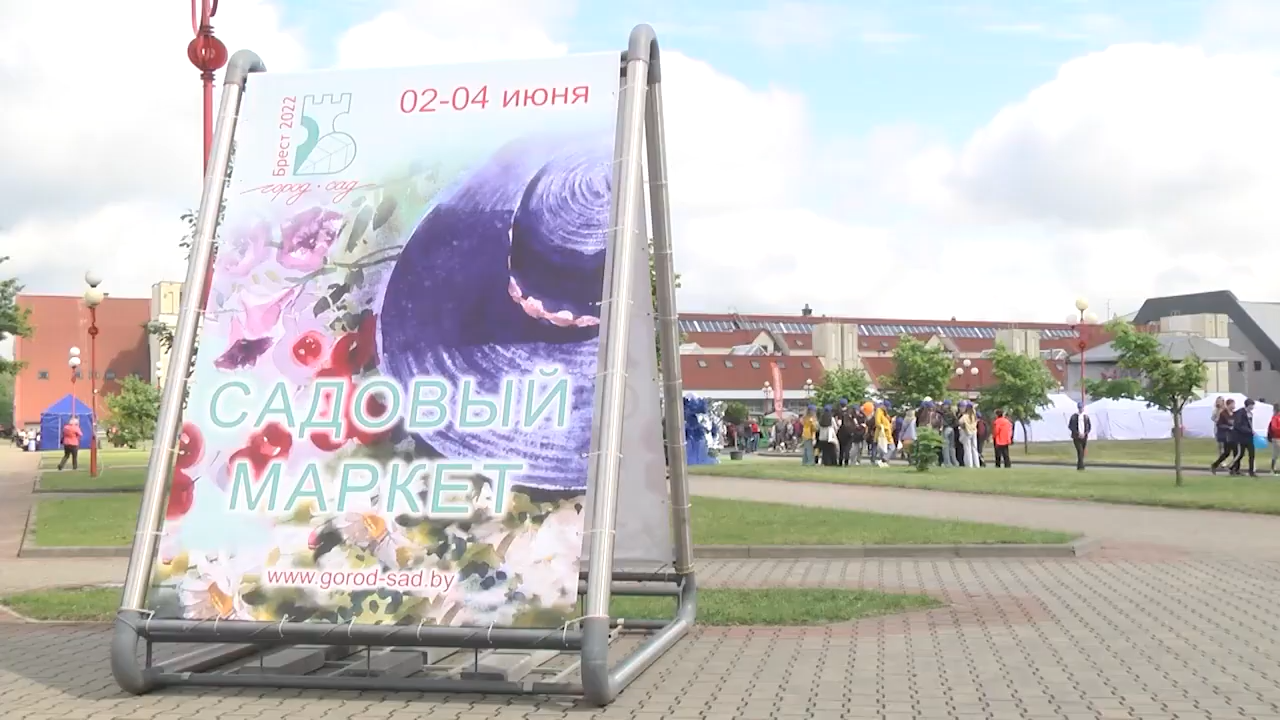 02-04 июня
Брест 2022
город · сад
САДОВЫЙ
МАРКЕТ
www.gorod-sad.by